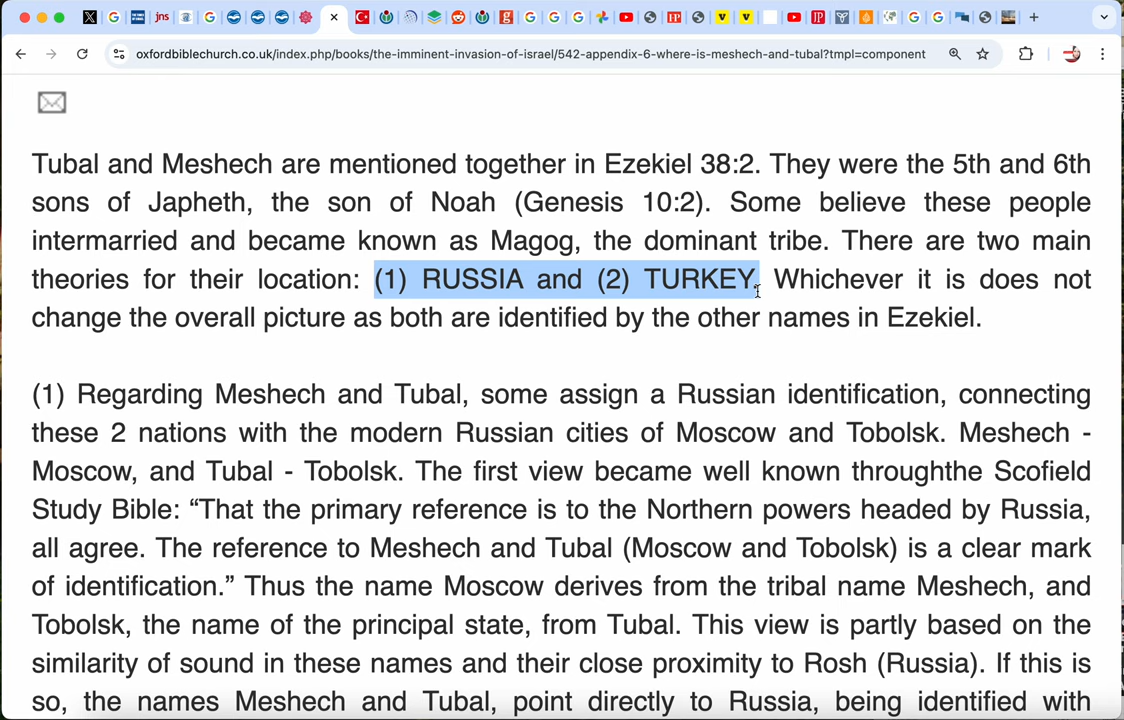 oxfordbiblechurch.co.uk/index.php/books/the-imminent-invasion-of-israel/542-appendix-6-where-is-meshech-and-tubal?tmpl=component
Tubal and Meshech are mentioned together in Ezekiel 38:2. They were the 5th and 6th
sons of Japheth, the son of Noah (Genesis 10:2). Some believe these people
intermarried and became known as Magog, the dominant tribe. There are two main
theories for their location: (1) RUSSIA and (2) TURKEY. Whichever it is does not
change the overall picture as both are identified by the other names in Ezekiel.
(1) Regarding Meshech and Tubal, some assign a Russian identification, connecting
these 2 nations with the modern Russian cities of Moscow and Tobolsk. Meshech -
Moscow, and Tubal - Tobolsk. The first view became well known throughthe Scofield
Study Bible: “That the primary reference is to the Northern powers headed by Russia,
all agree. The reference to Meshech and Tubal (Moscow and Tobolsk) is a clear mark
of identification.” Thus the name Moscow derives from the tribal name Meshech, and
Tobolsk, the name of the principal state, from Tubal. This view is partly based on the
similarity of sound in these names and their close proximity to Rosh (Russia). If this is
so, the names Meshech and Tubal, point directly to Russia, being identified with